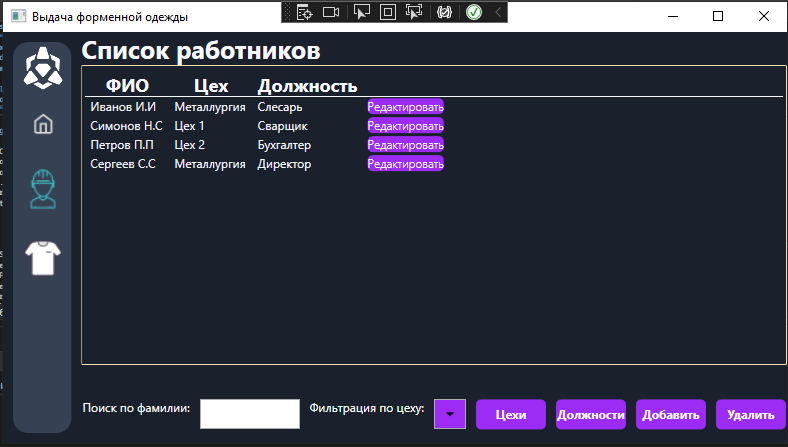 Выдача форменной одежды
Список работников
ФИО Цех Должность
Иванов И.И Металлургия Слесарь Редактировать
Симонов Н.С Цех 1 Сварщик Редактировать
Петров П.П Цех 2 Бухгалтер Редактировать
Сергеев С.С Металлургия Директор Редактировать
Поиск по фамилии: Фильтрация по цеху: Цехи Должности Добавить Удалить